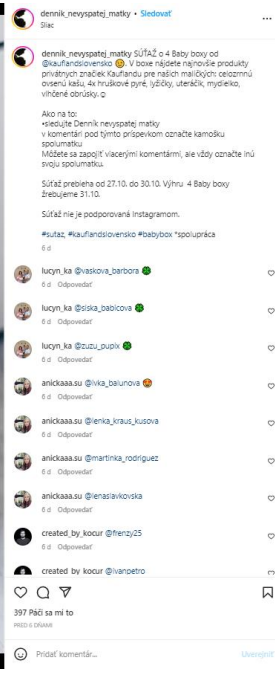 dennik_nevyspatej_matky • Sledovať
Sliac
dennik_nevyspatej_matky SÚŤAŽ o 4 Baby boxy od
@kauflandslovensko 😍. V boxe nájdete najnovšie produkty
privátnych značiek Kauflandu pre našich maličkých: celozrnnú
ovsenú kašu, 4x hruškové pyré, lyžičky, uteráčik, mydielko,
vlhčené obrúsky.
Ako na to:
•sledujte Denník nevyspatej matky
v komentári pod týmto príspevkom označte kamošku
spolumatku
Môžete sa zapojiť viacerými komentármi, ale vždy označte inú
svoju spolumatku.
Súťaž prebieha od 27.10. do 30.10. Výhru 4 Baby boxy
žrebujeme 31.10.
Súťaž nie je podporovaná Instagramom.
#sutaz, #kauflandslovensko #babybox *spolupráca
6 d
lucyn_ka @vaskova_barbora 🍀
6 d Odpovedať
lucyn_ka @siska_babicova 🍀
6 d Odpovedať
lucyn_ka @zuzu_pupix 🍀
6 d Odpovedať
anickaaa.su @ivka_balunova 🥰
6 d Odpovedať
anickaaa.su @lenka_kraus_kusova
6 d Odpovedať
anickaaa.su @martinka_rodriguez
6 d Odpovedať
anickaaa.su @lenaslavkovska
6 d Odpovedať
created_by_kocur @frenzy25
6 d Odpovedať
created_by_kocur @ivanpetro
397 Páči sa mi to
PRED 6 DŇAMI
Pridať komentár...
Uverejniť